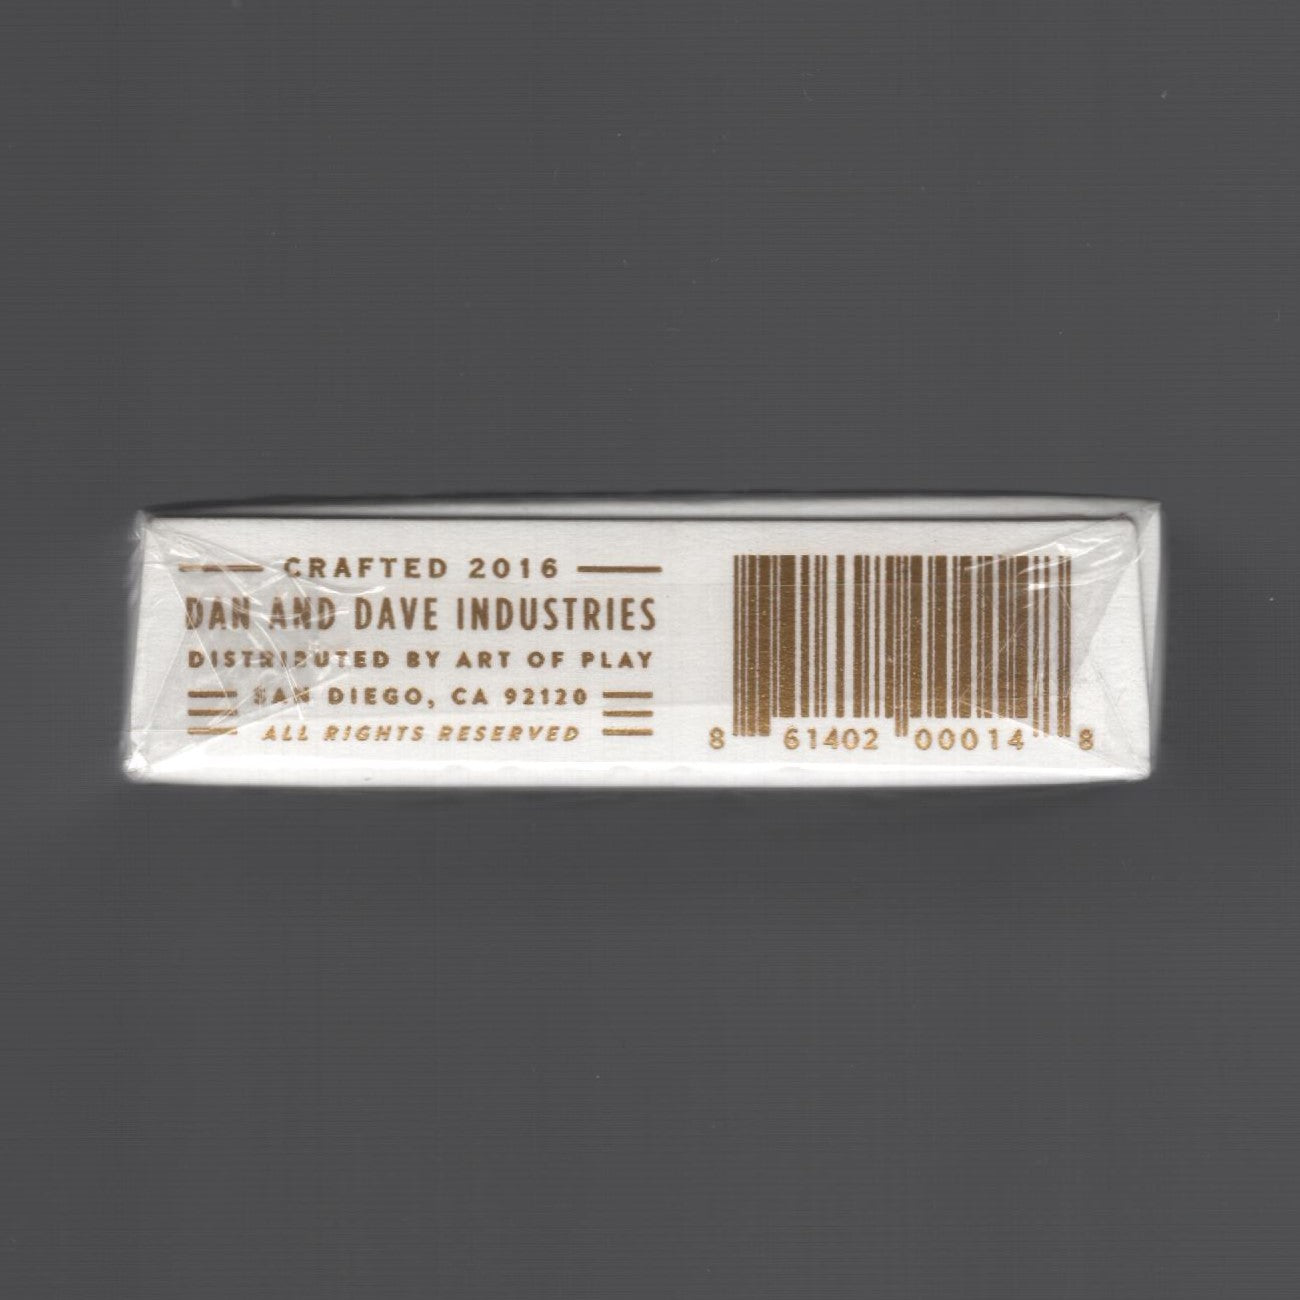 CRAFTED 2016
DAN AND DAVE INDUSTRIES
DISTRIBUTED BY ART OF PLAY
SAN DIEGO, CA 92120
ALL RIGHTS RESERVED
8 61402 00014 8